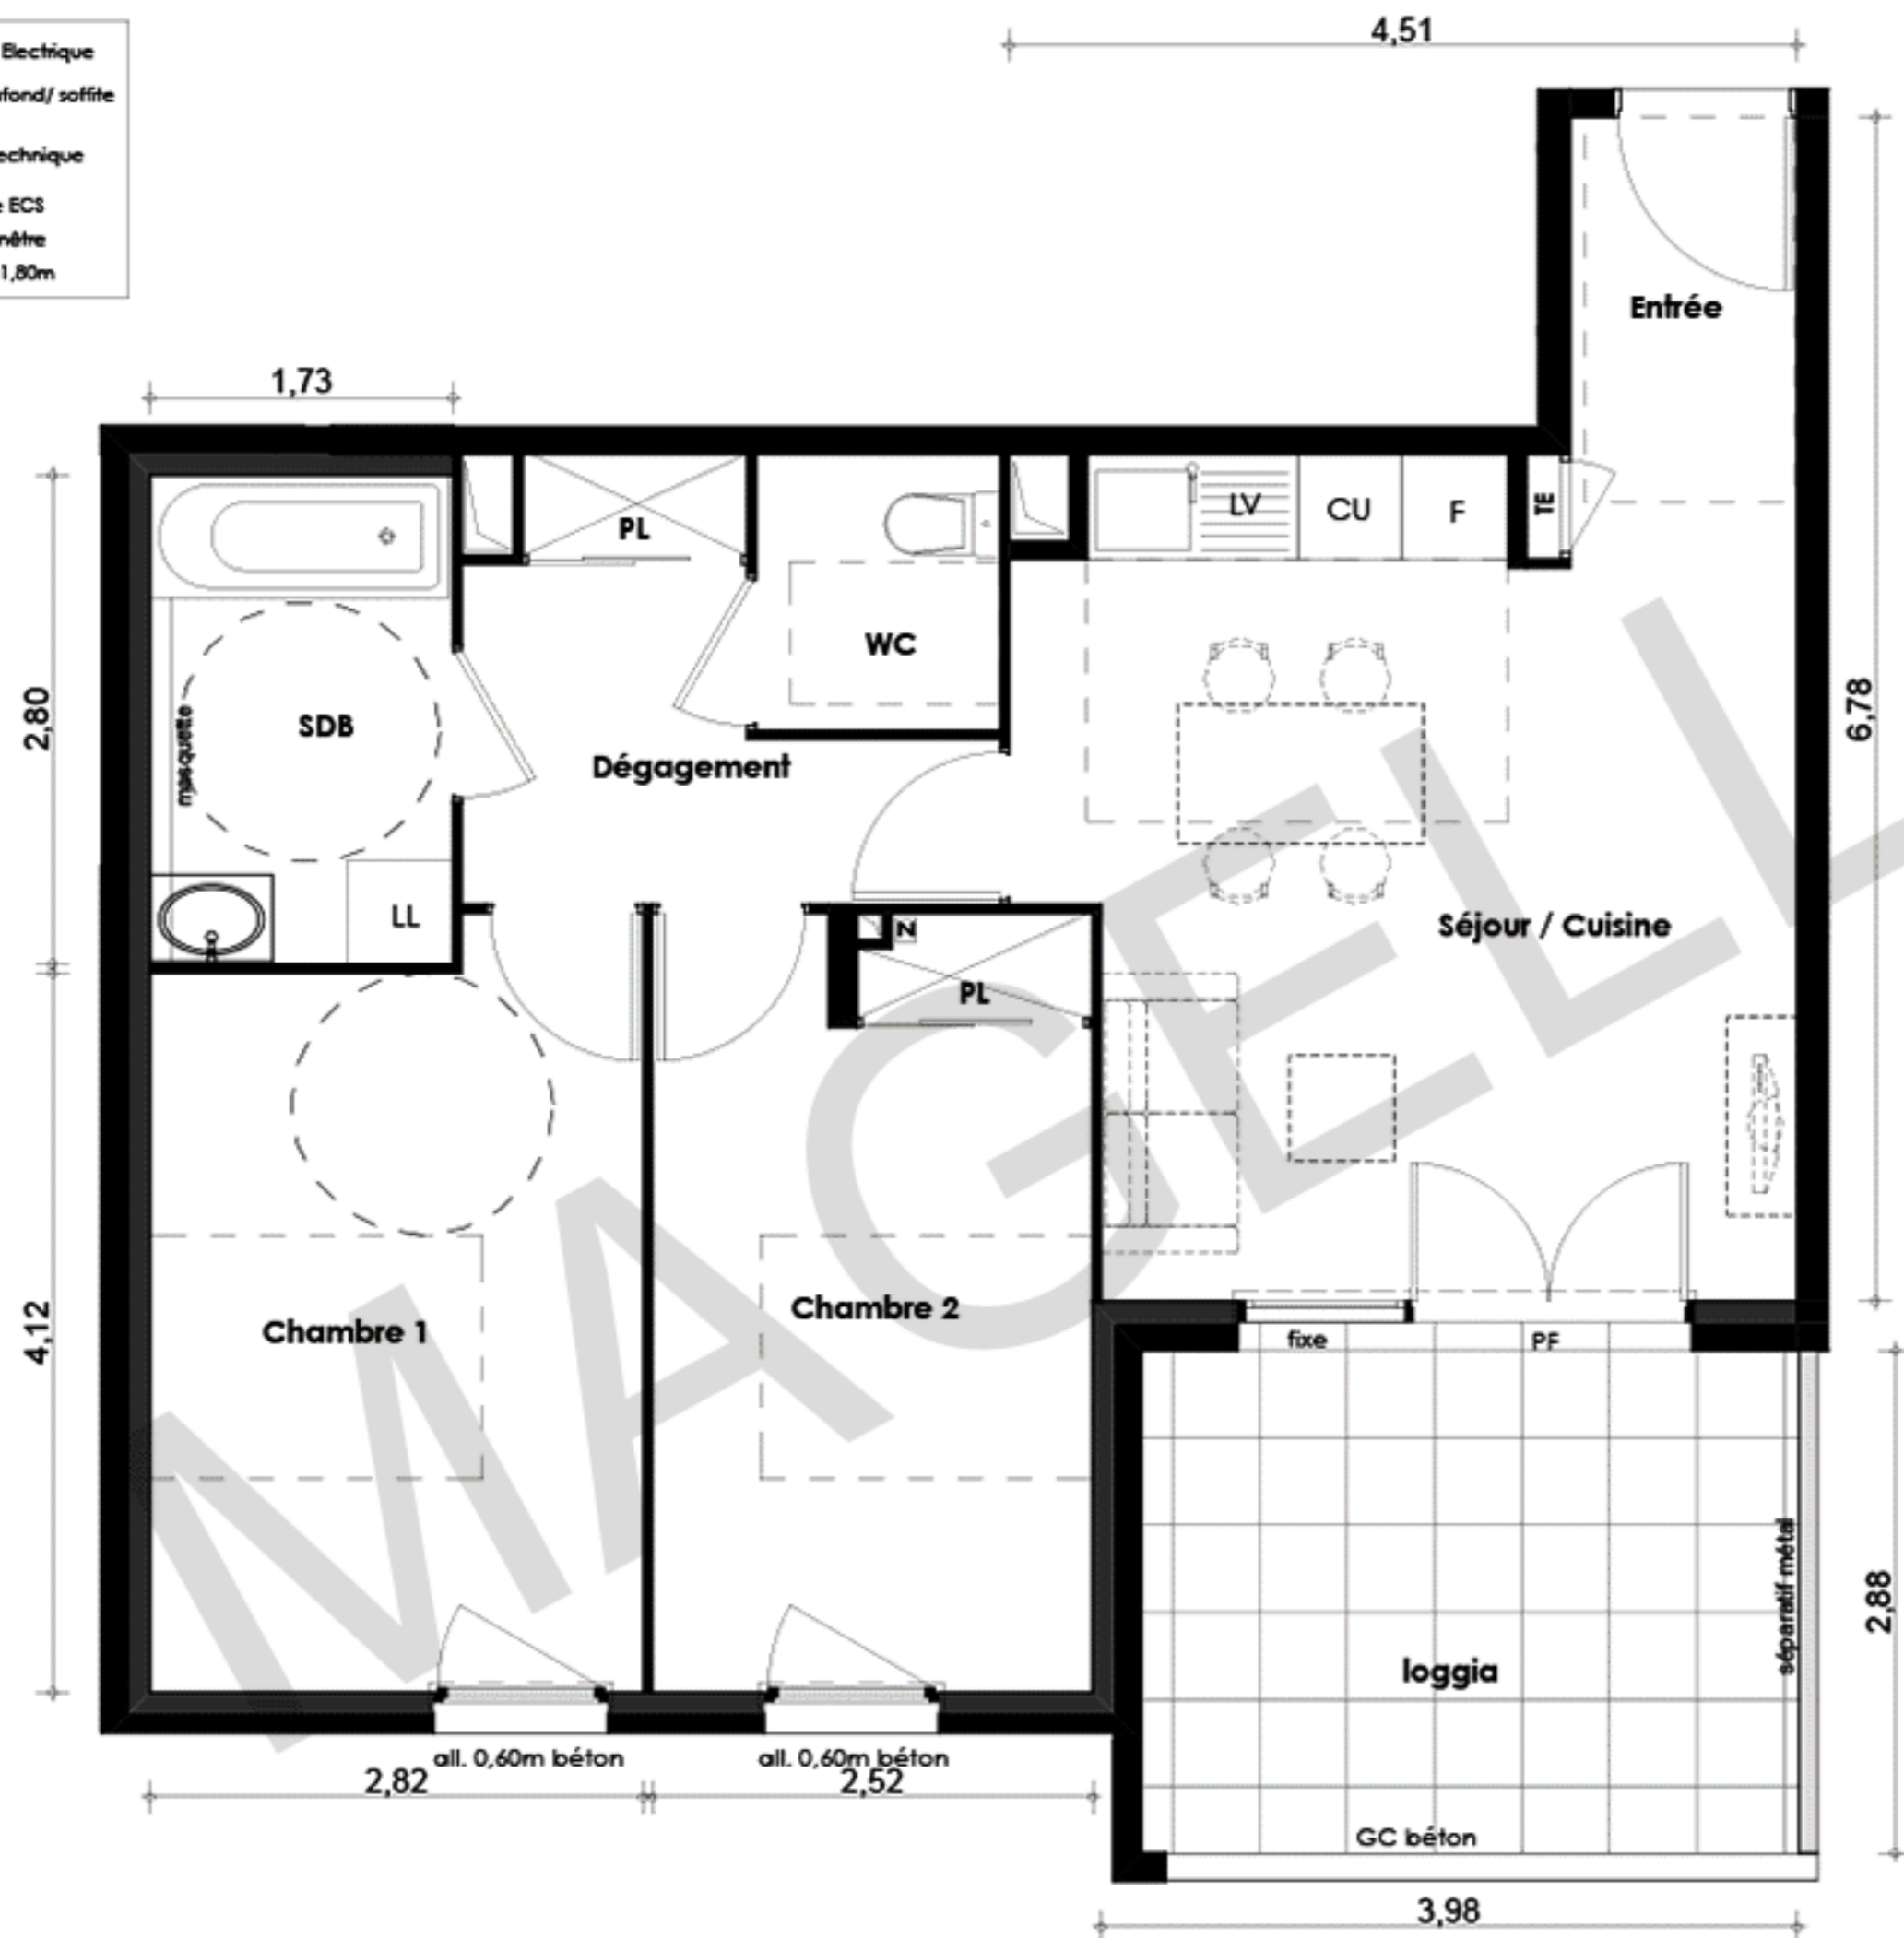 Electrique
fond/ soffite
echnique
e ECS
nêtre
1,80m
4,51
Entrée
1,73
PL
LV
CU
F
TE
WC
2,80
masquette
SDB
Dégagement
6,78
LL
Z
PL
Séjour / Cuisine
MAGELL
4,12
Chambre 1
Chambre 2
fixe
PF
séparatif métal
2,88
loggia
all. 0,60m béton
all. 0,60m béton
2,82
2,52
GC béton
3,98